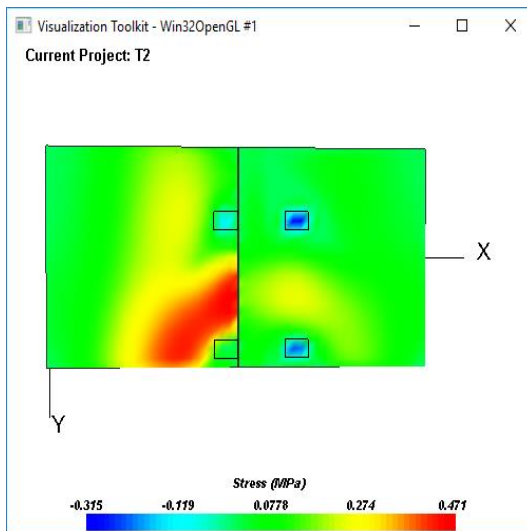 Visualization Toolkit - Win32OpenGL #1
Current Project: T2
X
Y
Stress (MPa)
-0.315 -0.119 0.0778 0.274 0.471